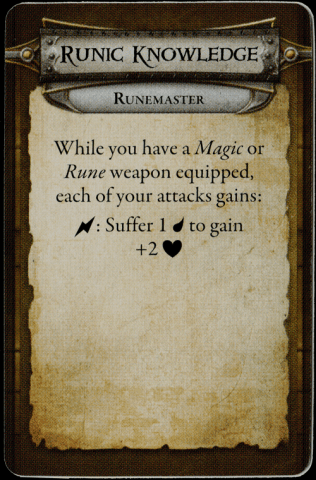 RUNIC KNOWLEDGE
RUNEMASTER
While you have a Magic or
Rune weapon equipped,
each of your attacks gains:
: Suffer 1 to gain
+2